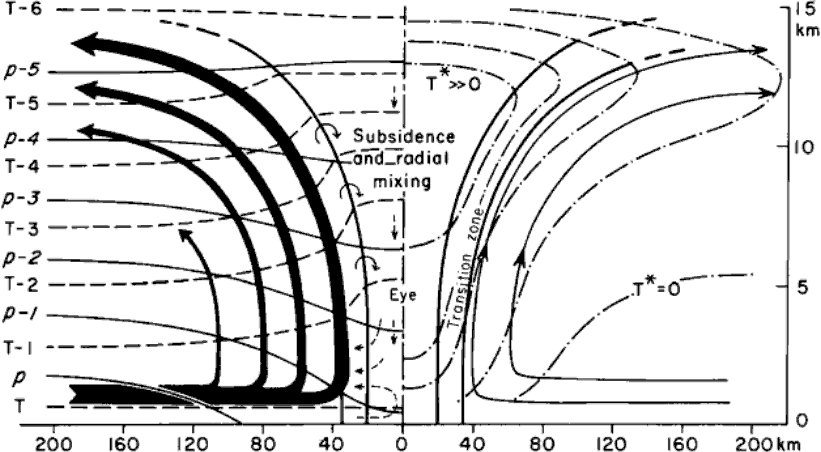 T-6
15
km
p-5
T*>>0
T-5
p-4
Subsidence
and radial
mixing
10
T-4
p-3
T-3
Transition zone
p-2
T-2
Eye
T*=0
5
p-1
T-1
p
T
0
200 160 120 80 40 0 40 80 120 160 200 km